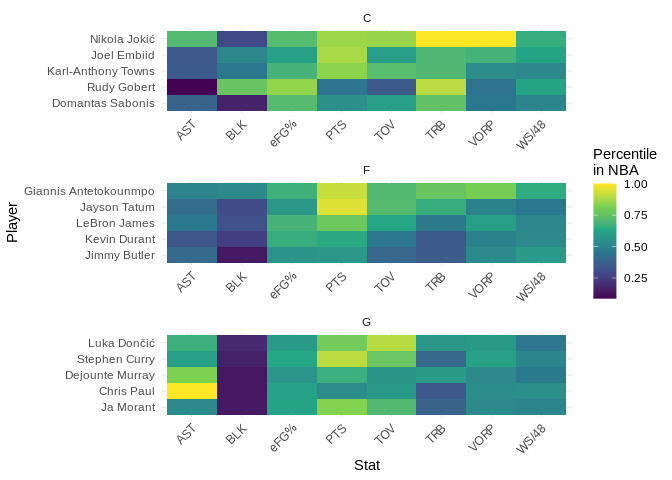 C
Nikola Jokić
Joel Embiid
Karl-Anthony Towns
Rudy Gobert
Domantas Sabonis
AST BLK eFG% PTS TOV TRB VORP WS/48
F
Giannis Antetokounmpo
Jayson Tatum
LeBron James
Kevin Durant
Jimmy Butler
AST BLK eFG% PTS TOV TRB VORP WS/48
G
Luka Dončić
Stephen Curry
Dejounte Murray
Chris Paul
Ja Morant
AST BLK eFG% PTS TOV TRB VORP WS/48
Stat
Player
Percentile
in NBA
1.00
0.75
0.50
0.25